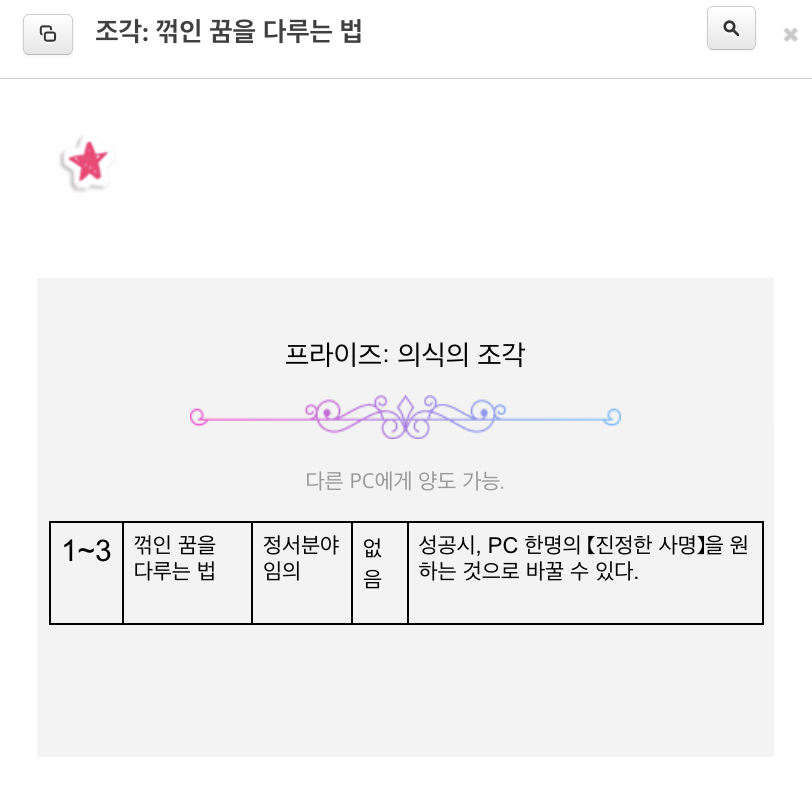 조각: 꺾인 꿈을 다루는 법
프라이즈: 의식의 조각
다른 PC에게 양도 가능.
1~3
꺾인 꿈을
다루는 법
정서분야
임의
없
음
성공시, PC 한명의【진정한 사명】을 원
하는 것으로 바꿀 수 있다.